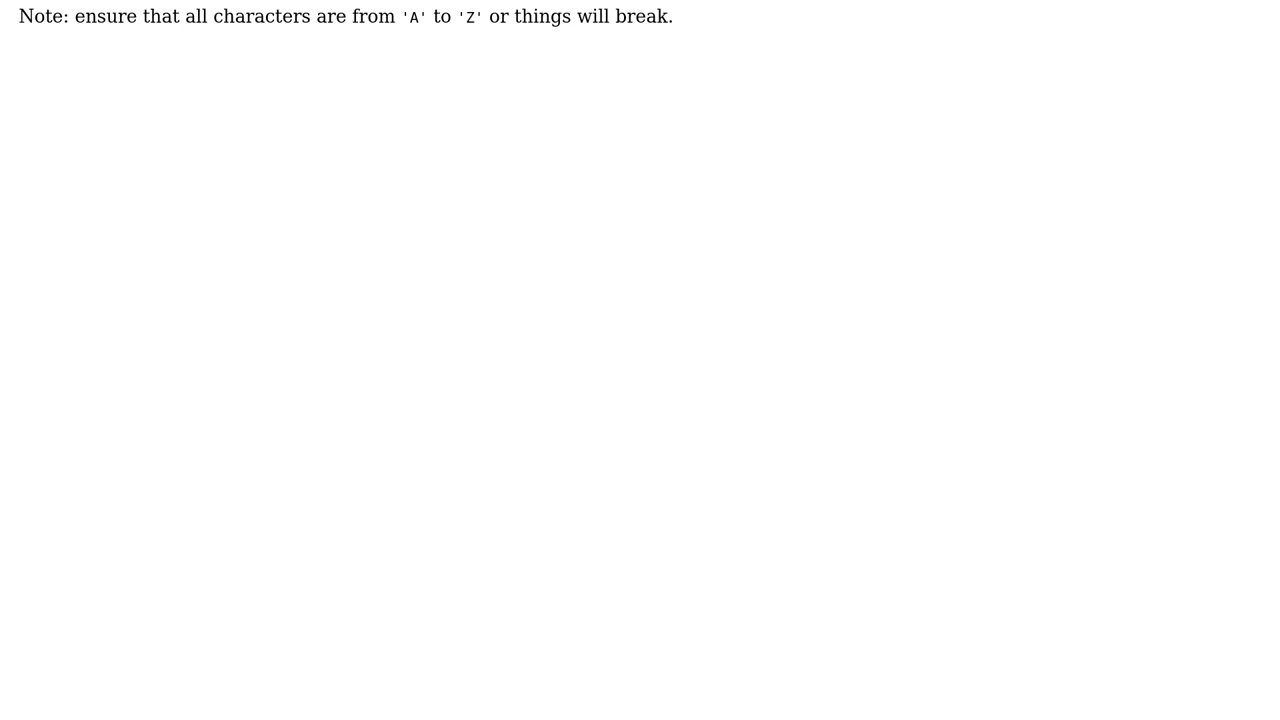 Note: ensure that all characters are from 'A' to 'Z' or things will break.